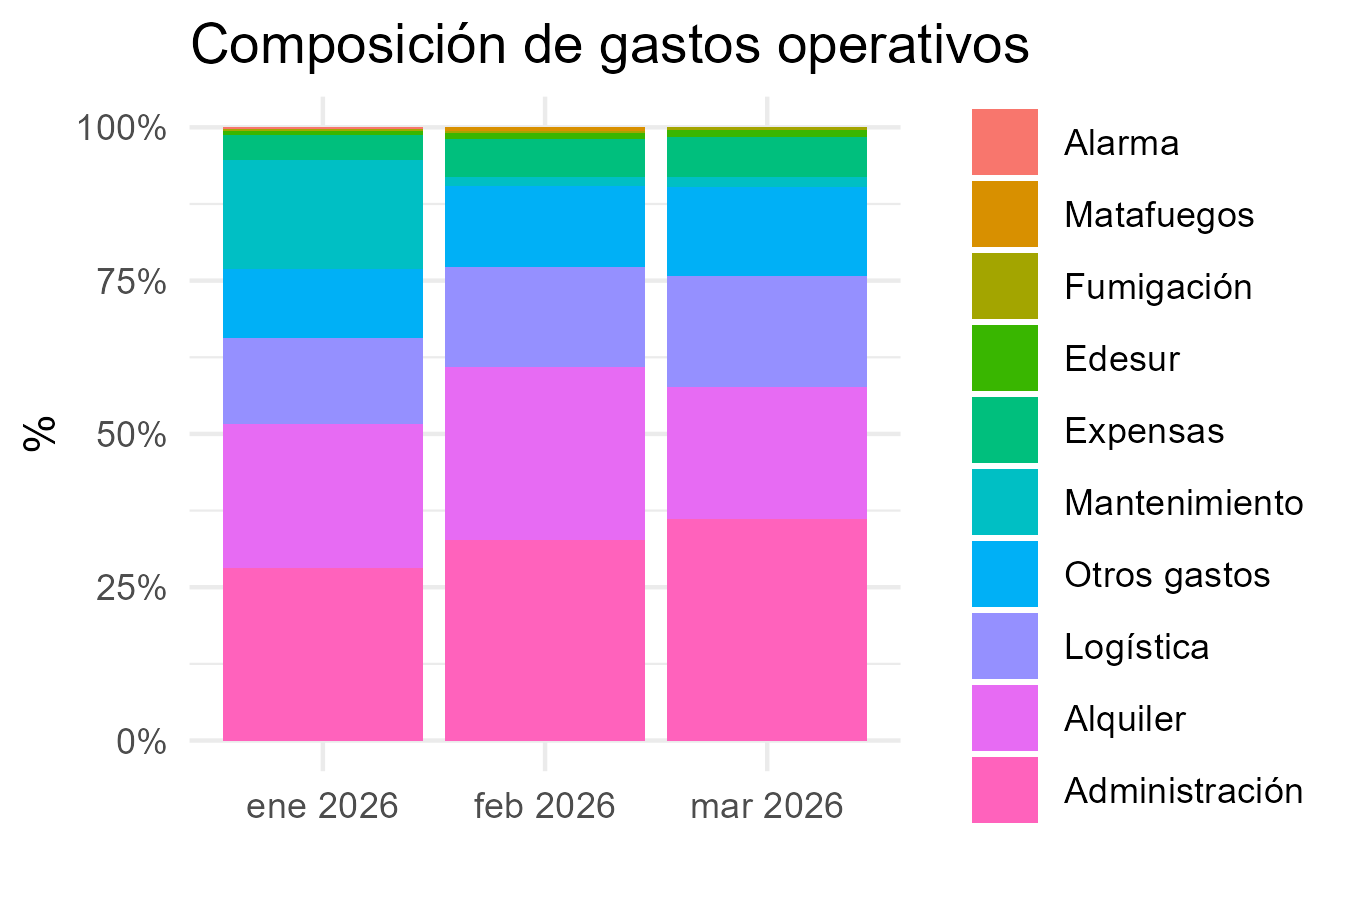 Composición de gastos operativos
100%
75%
50%
25%
0%
%
ene 2026
feb 2026
mar 2026
Alarma
Matafuegos
Fumigación
Edesur
Expensas
Mantenimiento
Otros gastos
Logística
Alquiler
Administración